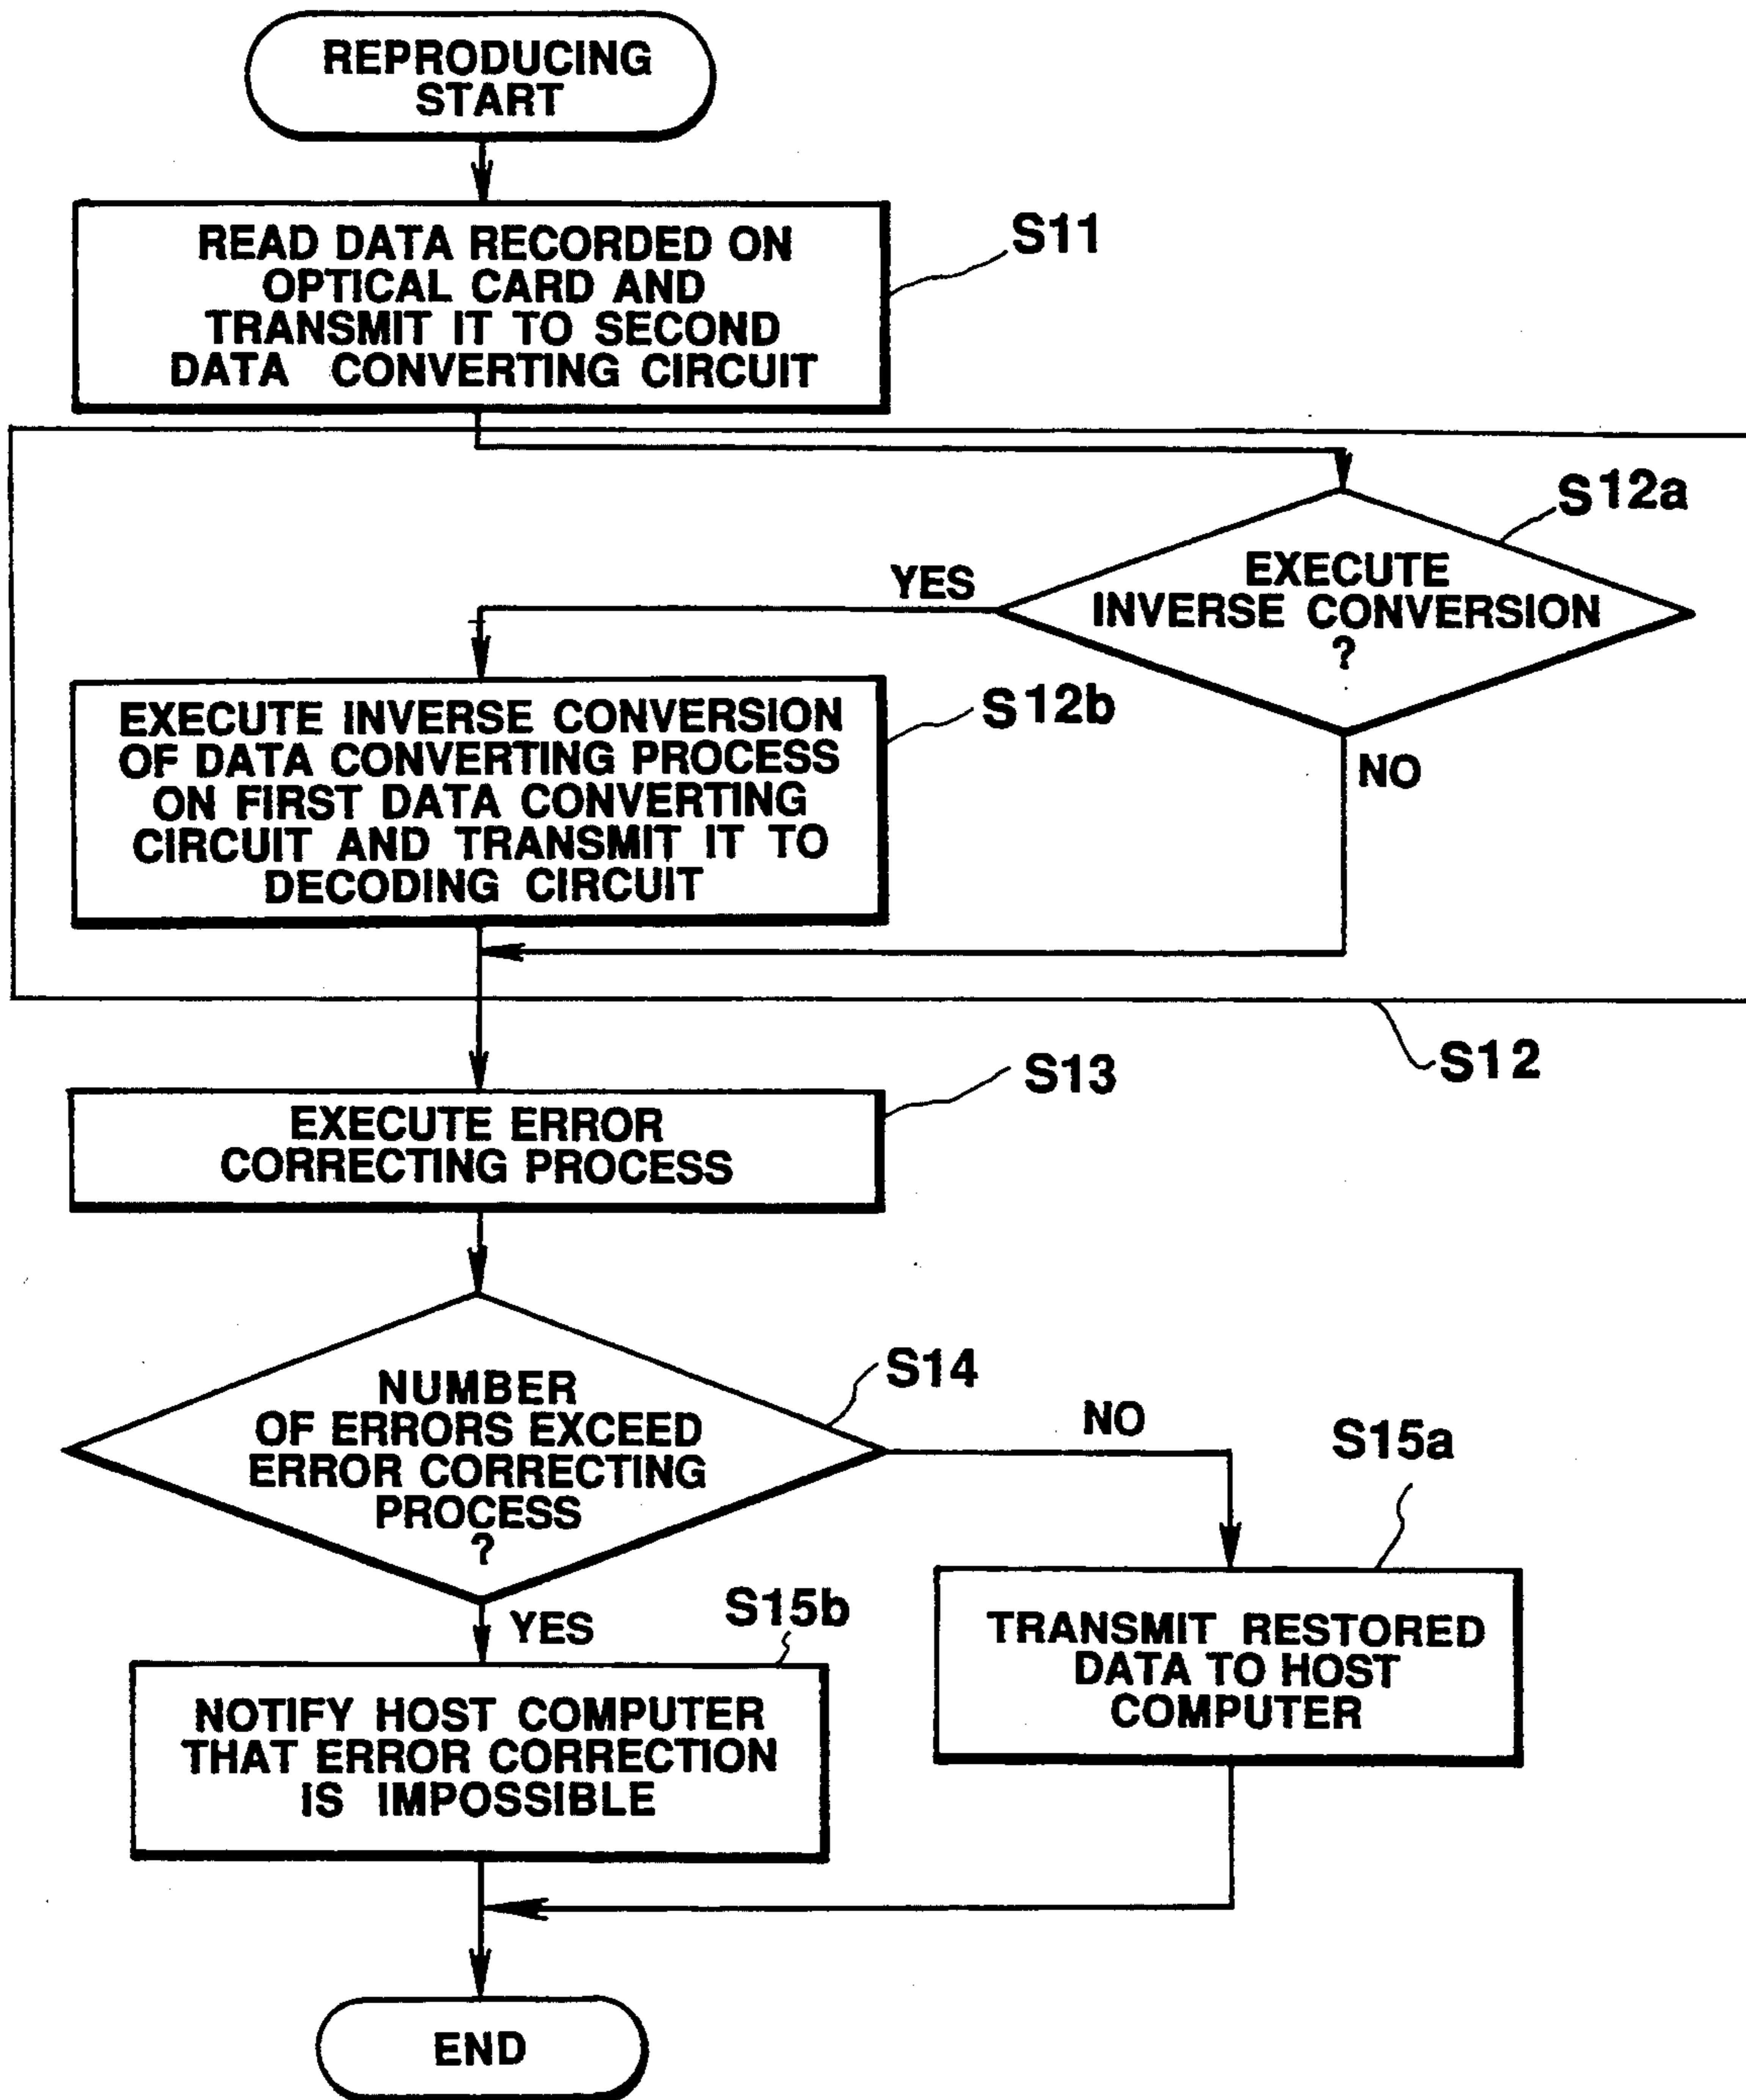 REPRODUCING
START
READ DATA RECORDED ON
OPTICAL CARD AND
TRANSMIT IT TO SECOND
DATA CONVERTING CIRCUIT
S11
S12a
EXECUTE
INVERSE CONVERSION
?
YES
NO
EXECUTE INVERSE CONVERSION
OF DATA CONVERTING PROCESS
ON FIRST DATA CONVERTING
CIRCUIT AND TRANSMIT IT TO
DECODING CIRCUIT
S12b
S12
S13
EXECUTE ERROR
CORRECTING PROCESS
S14
NUMBER
OF ERRORS EXCEED
ERROR CORRECTING
PROCESS
?
NO
S15a
YES
S15b
TRANSMIT RESTORED
DATA TO HOST
COMPUTER
NOTIFY HOST COMPUTER
THAT ERROR CORRECTION
IS IMPOSSIBLE
END